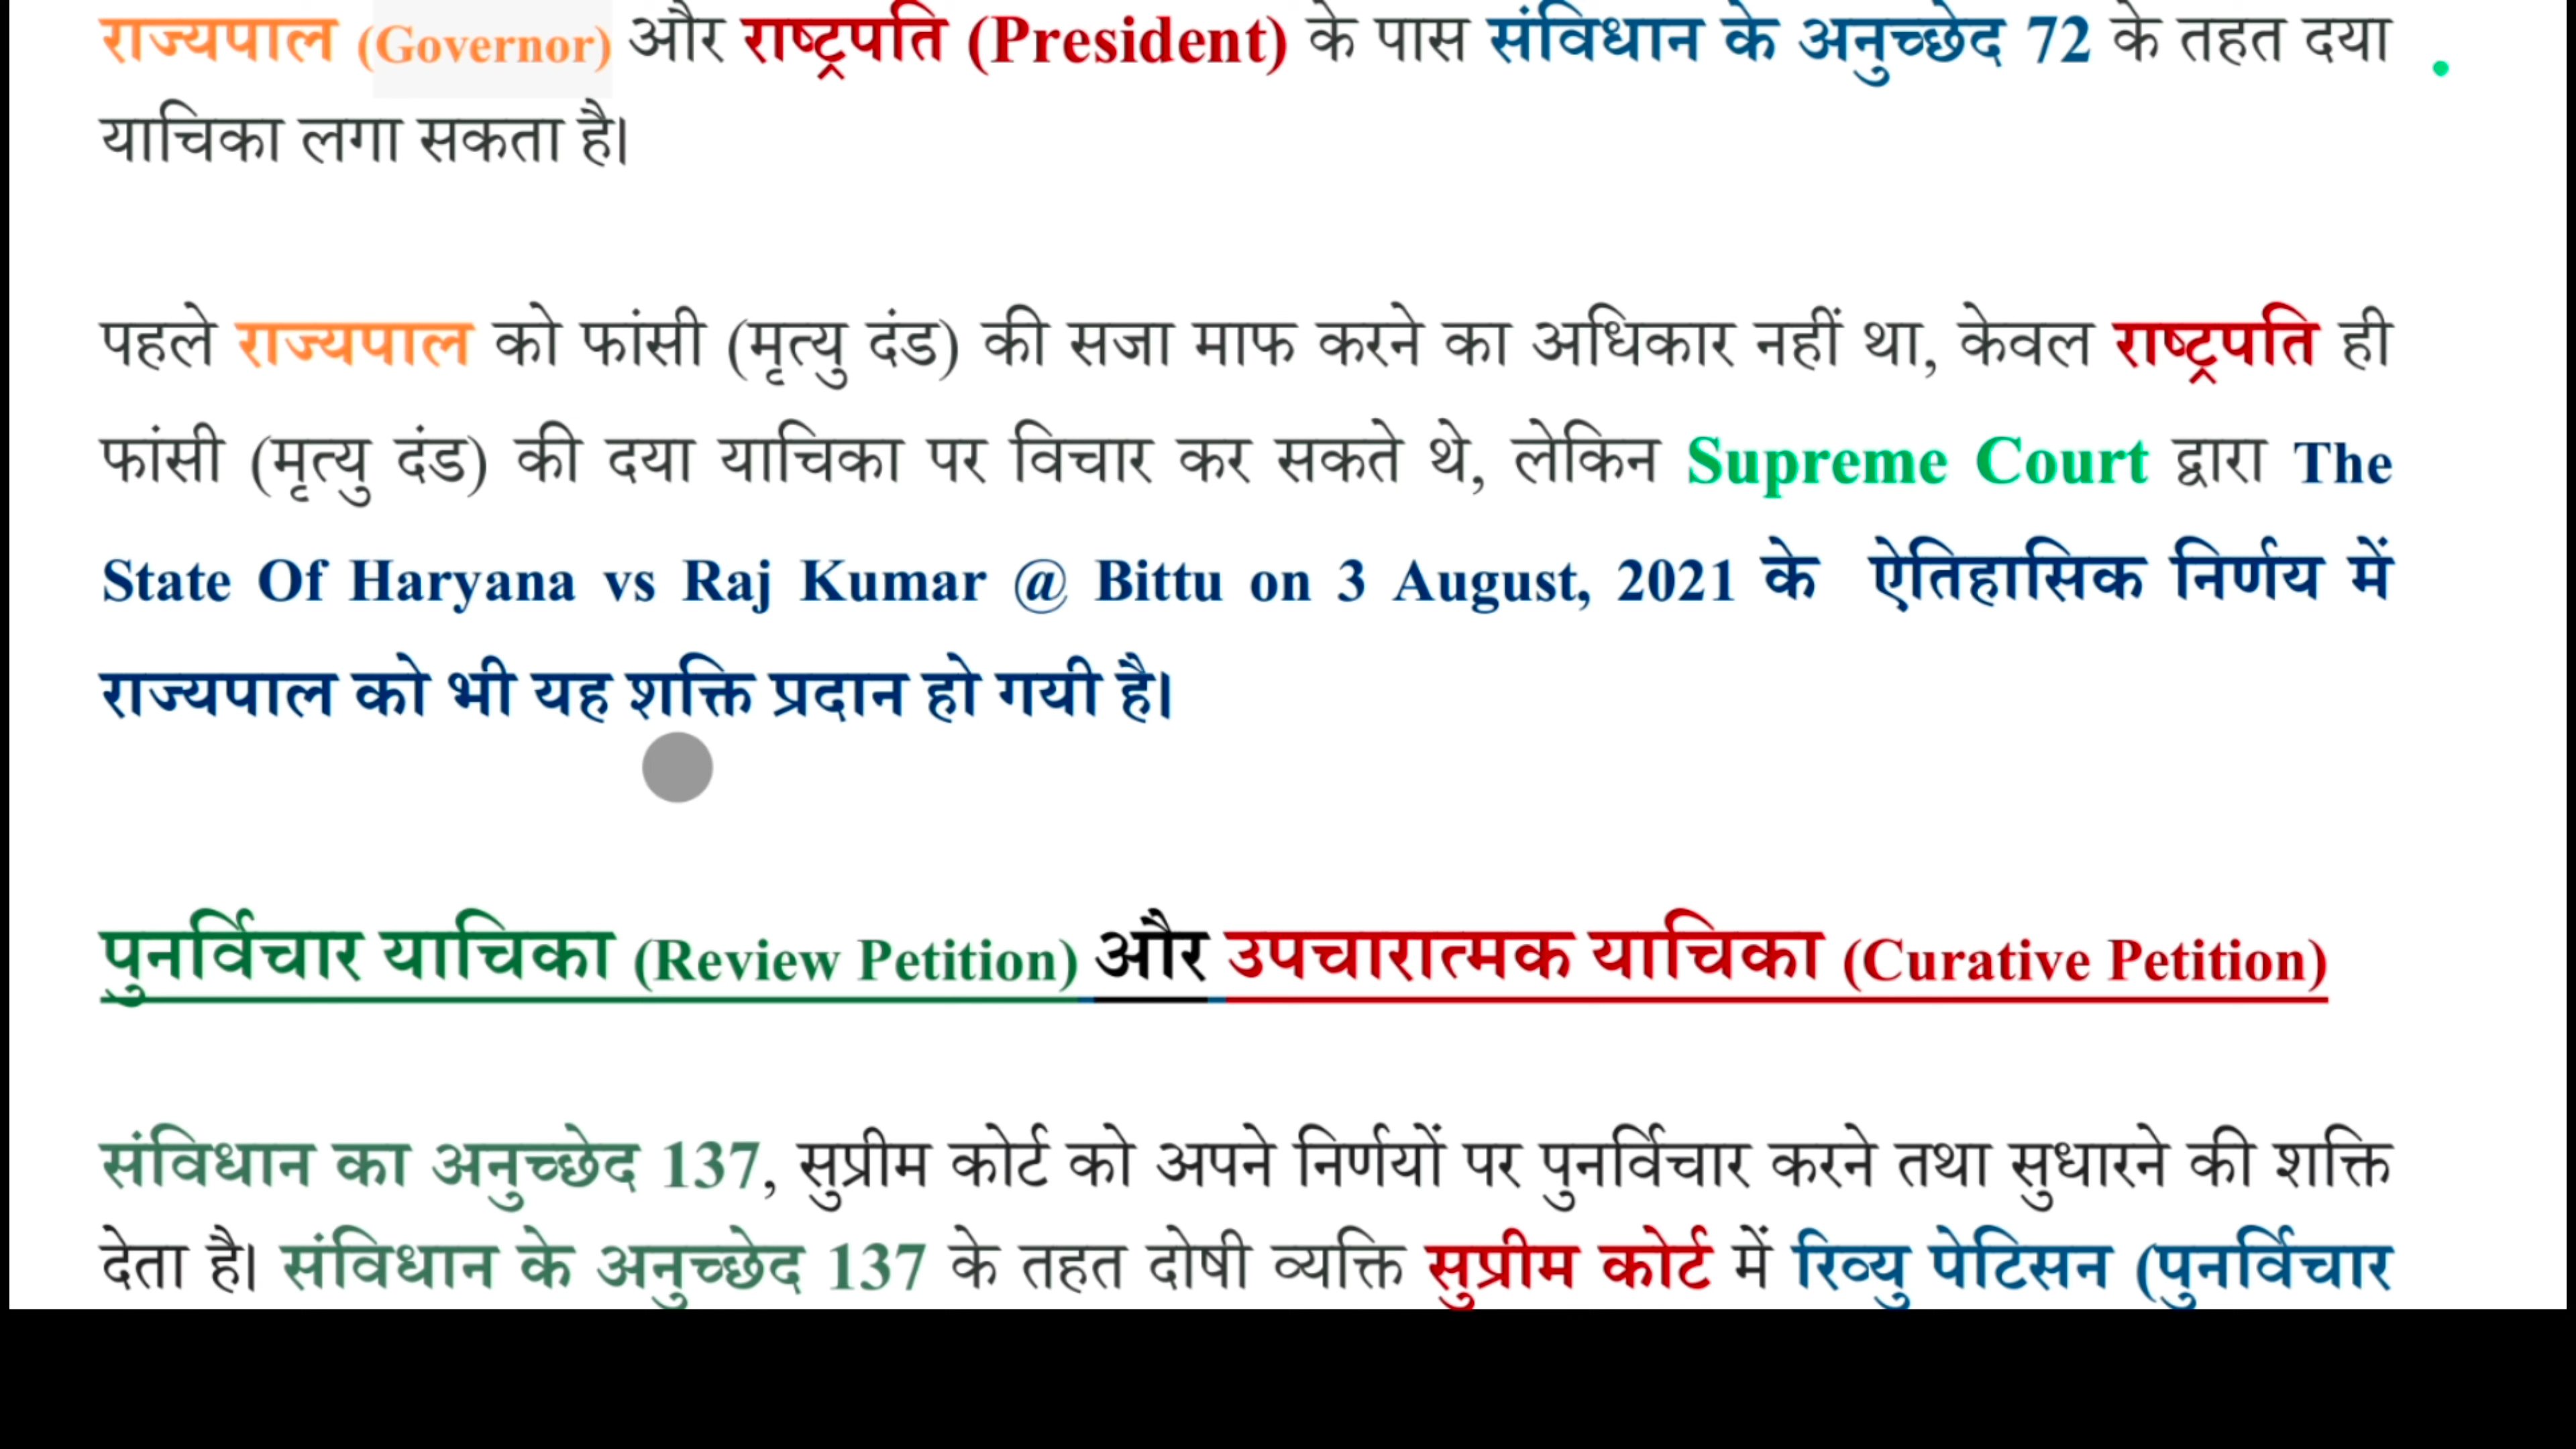 राज्यपाल (Governor) और राष्ट्रपति (President) के पास संविधान के अनुच्छेद 72 के तहत दया
याचिका लगा सकता है।
पहले राज्यपाल को फांसी (मृत्यु दंड) की सजा माफ करने का अधिकार नहीं था, केवल राष्ट्रपति ही
फांसी (मृत्यु दंड) की दया याचिका पर विचार कर सकते थे, लेकिन Supreme Court द्वारा The
State Of Haryana vs Raj Kumar @ Bittu on 3 August, 2021 के ऐतिहासिक निर्णय में
राज्यपाल को भी यह शक्ति प्रदान हो गयी है।
पुनर्विचार याचिका (Review Petition) और उपचारात्मक याचिका (Curative Petition)
संविधान का अनुच्छेद 137, सुप्रीम कोर्ट को अपने निर्णयों पर पुनर्विचार करने तथा सुधारने की शक्ति
देता है। संविधान के अनुच्छेद 137 के तहत दोषी व्यक्ति सुप्रीम कोर्ट में रिव्यु पेटिसन (पुनर्विचार